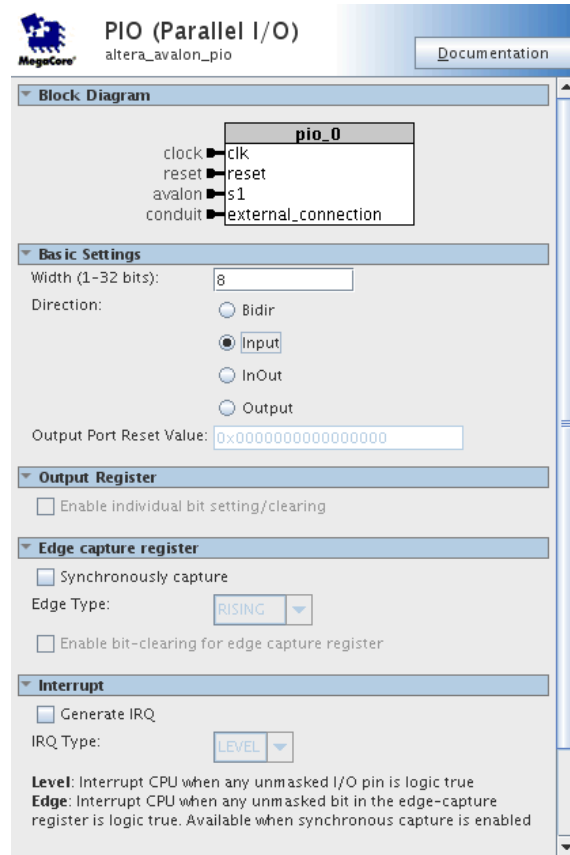 PIO (Parallel I/O)
MegaCore®
altera_avalon_pio
Documentation
Block Diagram
pio_0
clock clk
reset reset
avalon s1
conduit external_connection
Basic Settings
Width (1-32 bits): 8
Direction:
Bidir
Input
InOut
Output
Output Port Reset Value: 0x0000000000000000
Output Register
Enable individual bit setting/clearing
Edge capture register
Synchronously capture
Edge Type: RISING
Enable bit-clearing for edge capture register
Interrupt
Generate IRQ
IRQ Type: LEVEL
Level: Interrupt CPU when any unmasked I/O pin is logic true
Edge: Interrupt CPU when any unmasked bit in the edge-capture
register is logic true. Available when synchronous capture is enabled